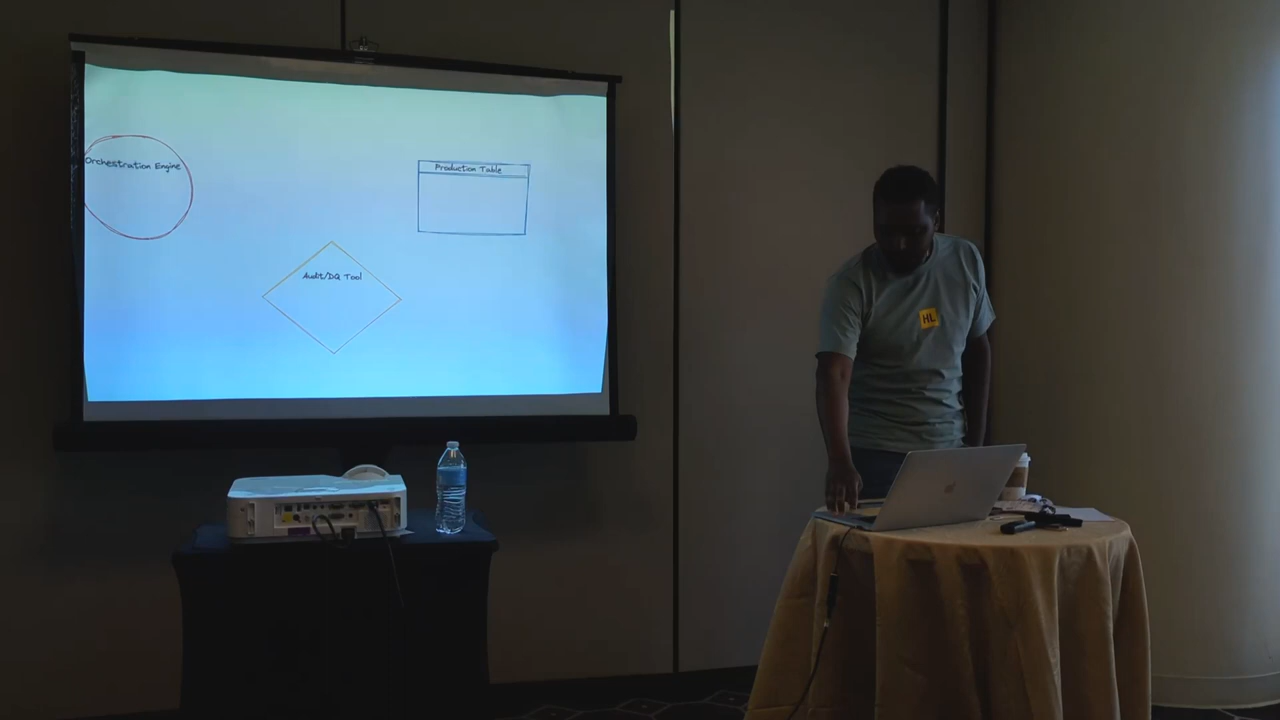 Orchestration Engine
Production Table
Audit/DQ Tool
HL